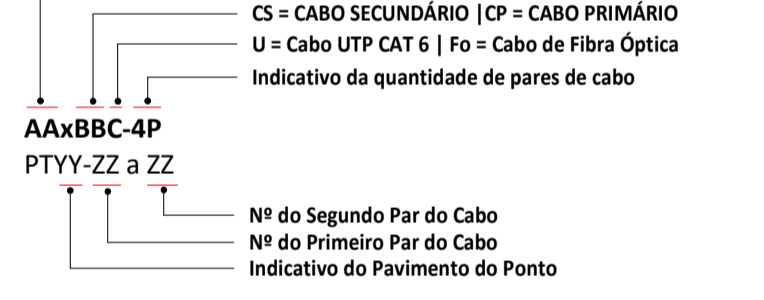 CS = CABO SECUNDÁRIO |CP = CABO PRIMÁRIO
U = Cabo UTP CAT 6 | Fo = Cabo de Fibra Óptica
Indicativo da quantidade de pares de cabo
AAxBBC-4P
PTYY-ZZ a ZZ
Nº do Segundo Par do Cabo
Nº do Primeiro Par do Cabo
Indicativo do Pavimento do Ponto